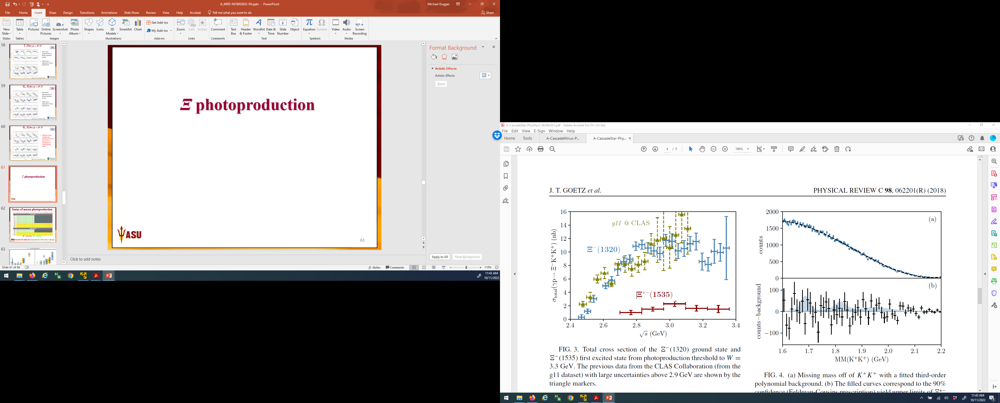 A_MRD-NSTAR2022-V0.pptx - PowerPoint
Michael Dugger
File Home Insert Draw Design Transitions Animations Slide Show Review View Help Acrobat Tell me what you want to do
Share
New Slide
Table
Pictures
Online Pictures
Screenshot
Photo Album
Shapes
Icons
3D Models
SmartArt
Chart
Get Add-ins
My Add-ins
Zoom
Link
Action
Comment
Text Box
Header & Footer
WordArt
Date & Time
Slide Number
Object
Equation
Symbol
Video
Audio
Screen Recording
Slides Tables Images Illustrations Add-ins Links Comments Text Symbols Media
58
59
60
61
Ξ photoproduction
62
Status of meson photoproduction
63
Ξ photoproduction
ASU
61
Click to add notes
Format Background
Artistic Effects
Artistic Effects
Reset
Apply to All
Reset Background
Slide 61 of 84
Notes Comments
110%
11:43 AM
10/11/2022
A-CascadeStar-PhysRevC.98.062201.pdf - Adobe Acrobat Pro DC (32-bit)
File Edit View E-Sign Window Help
Home Tools A-CascadeMinus-P... A-CascadeStar-Phy... ×
4 / 5
196%
J. T. GOETZ et al.
PHYSICAL REVIEW C 98, 062201(R) (2018)
16
14
12
10
8
6
4
2
0
σtotal(γp→ Ξ⁻K⁺K⁺) (nb)
g11 @ CLAS
Ξ⁻(1320)
Ξ*⁻(1535)
2.4 2.6 2.8 3.0 3.2 3.4
√s (GeV)
FIG. 3. Total cross section of the Ξ⁻(1320) ground state and
Ξ⁻(1535) first excited state from photoproduction threshold to W =
3.3 GeV. The previous data from the CLAS Collaboration (from the
g11 dataset) with large uncertainties above 2.9 GeV are shown by the
triangle markers.
2000
1500
1000
500
0
counts
(a)
100
0
−100
counts−background
(b)
1.6 1.7 1.8 1.9 2.0 2.1 2.2
MM(K⁺K⁺) (GeV)
FIG. 4. (a) Missing mass off of K⁺K⁺ with a fitted third-order
polynomial background. (b) The filled curves correspond to the 90%
confidence (Feldman-Cousins prescription) yield upper limits of Ξ*⁻
11:43 AM
10/11/2022